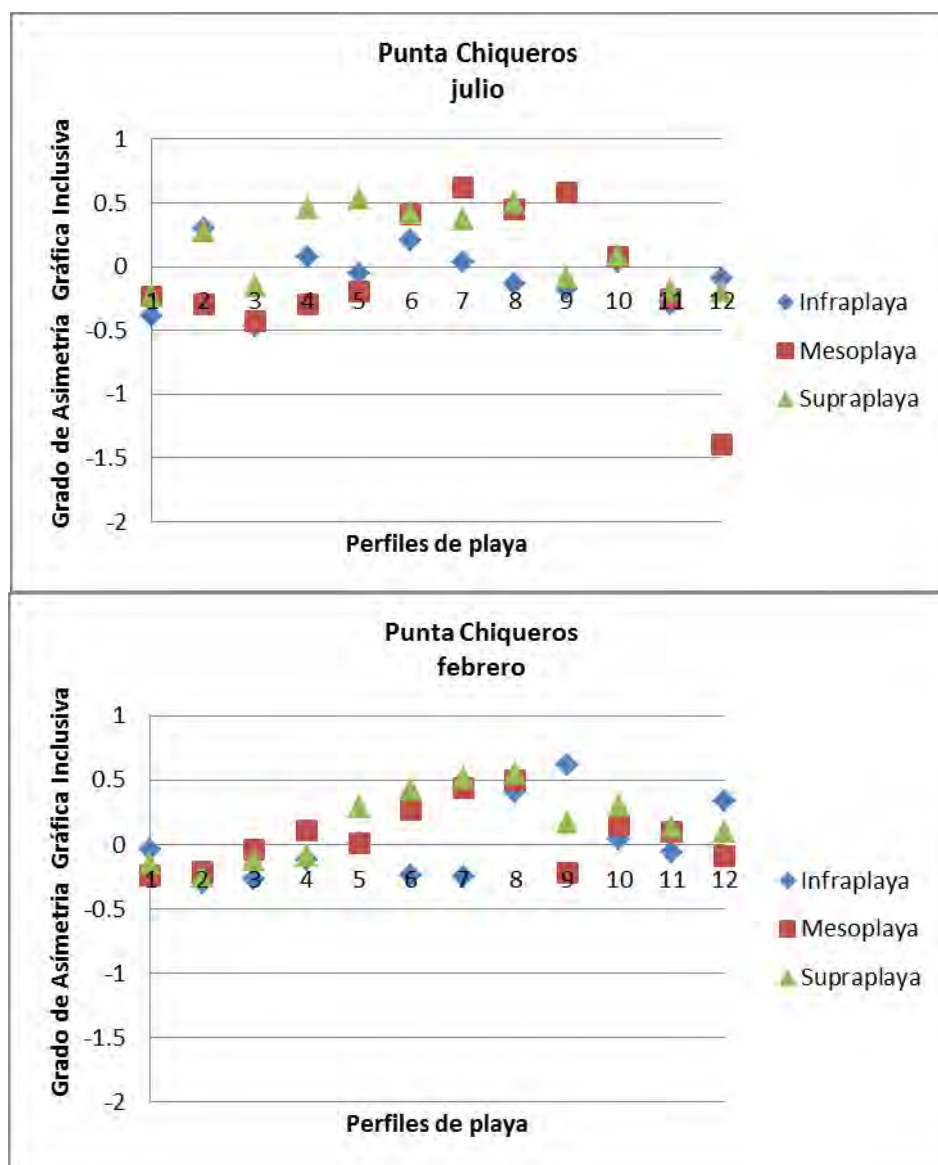 Punta Chiqueros
julio
Grado de Asimetría Gráfica Inclusiva
1
0.5
0
-0.5
-1
-1.5
-2
1 2 3 4 5 6 7 8 9 10 11 12
Perfiles de playa
Infraplaya
Mesoplaya
Supraplaya
Punta Chiqueros
febrero
Grado de Asímetria Gráfica Inclusiva
1
0.5
0
-0.5
-1
-1.5
-2
1 2 3 4 5 6 7 8 9 10 11 12
Perfiles de playa
Infraplaya
Mesoplaya
Supraplaya